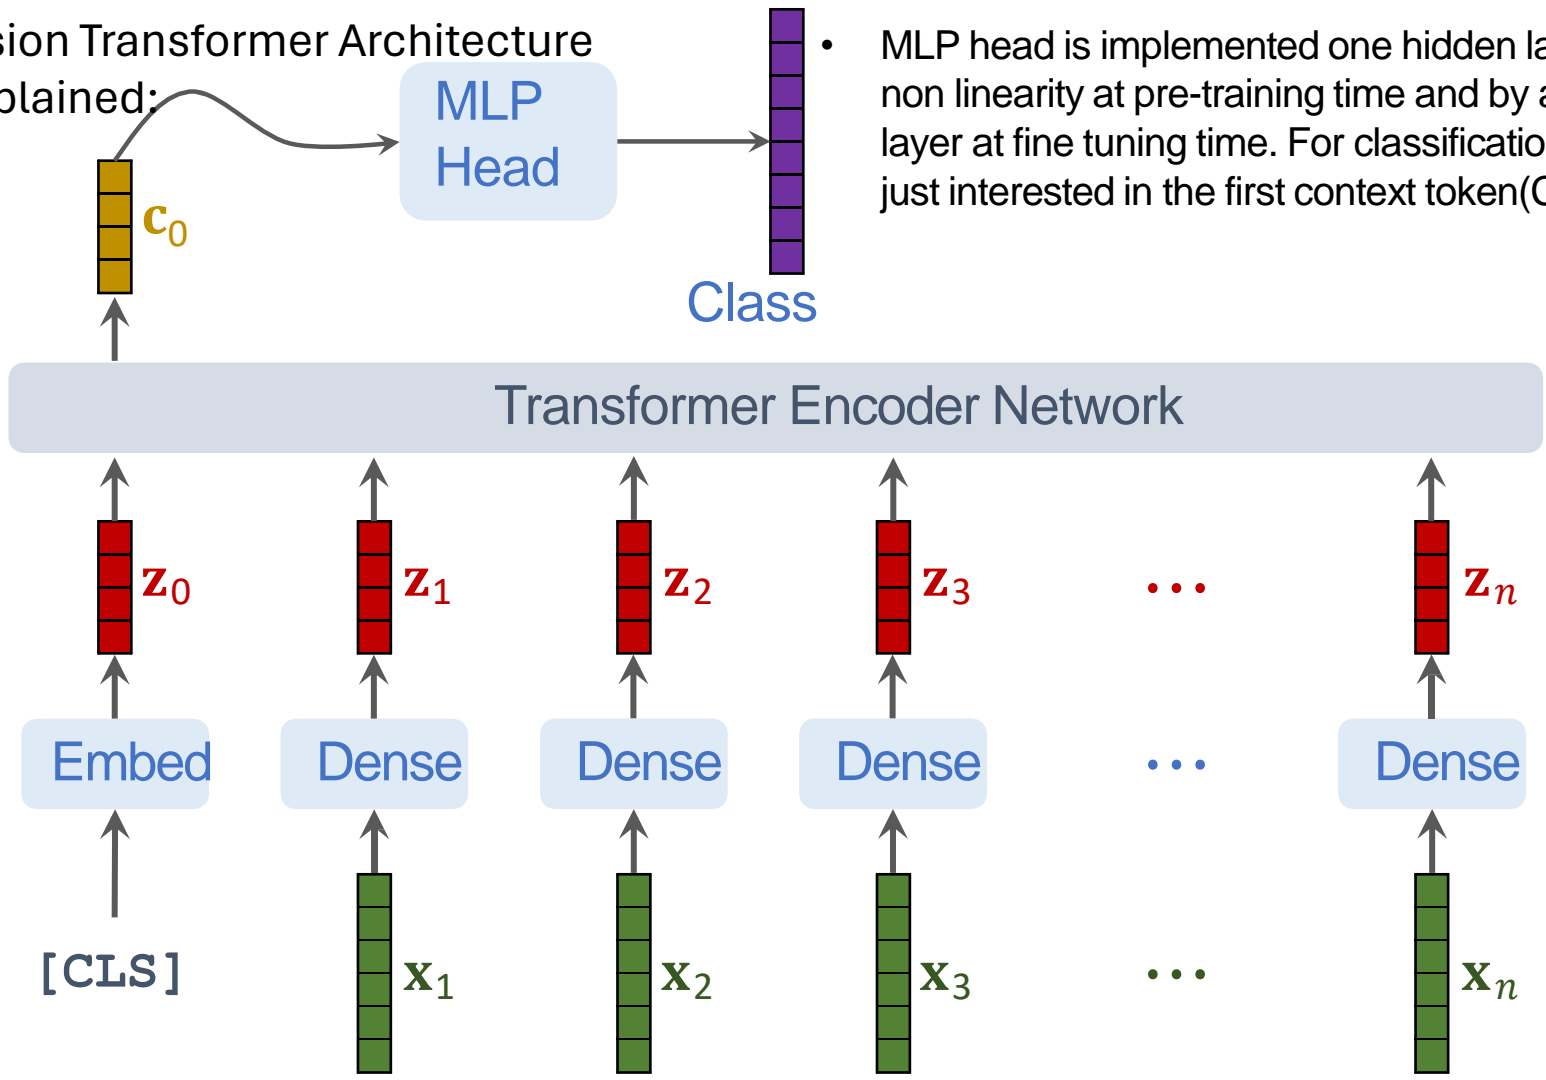 sion Transformer Architecture
plained:
• MLP head is implemented one hidden la
non linearity at pre-training time and by a
layer at fine tuning time. For classificatio
just interested in the first context token(C
MLP
Head
c0
Class
Transformer Encoder Network
z0 z1 z2 z3 ... zn
Embed Dense Dense Dense ... Dense
[CLS] x1 x2 x3 ... xn